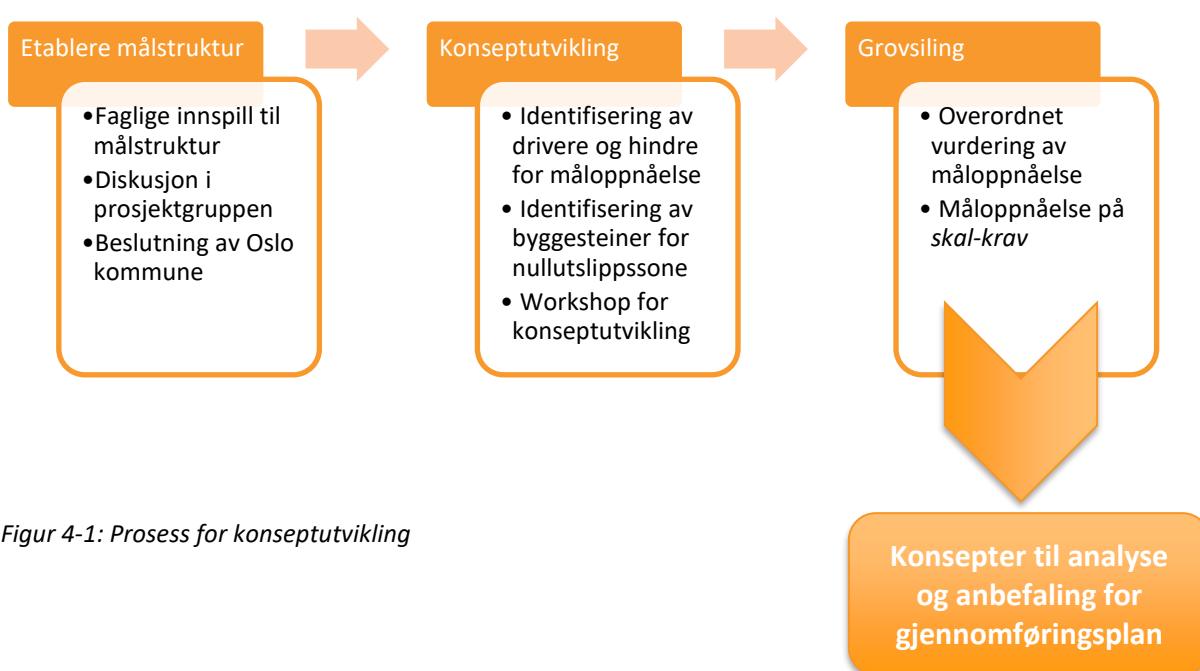 Etablere målstruktur
•Faglige innspill til
målstruktur
•Diskusjon i
prosjektgruppen
•Beslutning av Oslo
kommune
Konseptutvikling
• Identifisering av
drivere og hindre
for måloppnåelse
• Identifisering av
byggesteiner for
nullutslippssone
• Workshop for
konseptutvikling
Grovsiling
• Overordnet
vurdering av
måloppnåelse
• Måloppnåelse på
skal-krav
Konsepter til analyse
og anbefaling for
gjennomføringsplan
Figur 4-1: Prosess for konseptutvikling